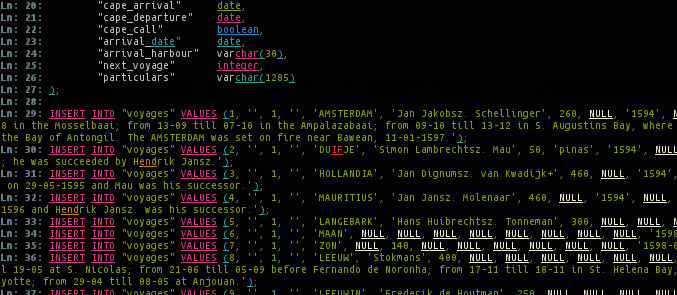 Ln: 20: "cape_arrival" date,
Ln: 21: "cape_departure" date,
Ln: 22: "cape_call" boolean,
Ln: 23: "arrival_date" date,
Ln: 24: "arrival_harbour" varchar(30),
Ln: 25: "next_voyage" integer,
Ln: 26: "particulars" varchar(1285)
Ln: 27: );
Ln: 28:
Ln: 29: INSERT INTO "voyages" VALUES (1, '', 1, '', 'AMSTERDAM', 'Jan Jakobsz. Schellinger', 260, NULL, '1594', NUL
8 in the Mosselbaai; from 13-09 till 07-10 in the Ampalazabaai; from 09-10 till 13-12 in S. Augustins Bay, where
the Bay of Antongil. The AMSTERDAM was set on fire near Bawean, 11-01-1597.');
Ln: 30: INSERT INTO "voyages" VALUES (2, '', 1, '', 'DUIFJE', 'Simon Lambrechtsz. Mau', 50, 'pinas', '1594', NUL
; he was succeeded by Hendrik Jansz.');
Ln: 31: INSERT INTO "voyages" VALUES (3, '', 1, '', 'HOLLANDIA', 'Jan Dignumsz. van Kwadijk+', 460, NULL, '1594'
on 29-05-1595 and Mau was his successor.');
Ln: 32: INSERT INTO "voyages" VALUES (4, '', 1, '', 'MAURITIUS', 'Jan Jansz. Molenaar', 460, NULL, '1594', NULL
1596 and Hendrik Jansz. was his successor.');
Ln: 33: INSERT INTO "voyages" VALUES (5, '', 1, '', 'LANGEBARK', 'Hans Huibrechtsz. Tonneman', 300, NULL, NULL,
Ln: 34: INSERT INTO "voyages" VALUES (6, '', 1, '', 'MAAN', NULL, NULL, NULL, NULL, NULL, NULL, NULL, '1598
Ln: 35: INSERT INTO "voyages" VALUES (7, '', 1, '', 'ZON', NULL, 140, NULL, NULL, NULL, NULL, NULL, '1598-0
Ln: 36: INSERT INTO "voyages" VALUES (8, '', 1, '', 'LEEUW', 'Stokmans', 400, NULL, NULL, NULL, NULL, NULL,
l 19-05 at S. Nicolas; from 21-06 till 05-09 before Fernando de Noronha; from 17-11 till 18-11 in St. Helena Bay;
yotte; from 29-04 till 08-05 at Anjouan.');
Ln: 37: INSERT INTO "voyages" VALUES (9, '', 1, '', 'LEEUWIN', 'Frederik de Houtman', 250, NULL, NULL, NULL,